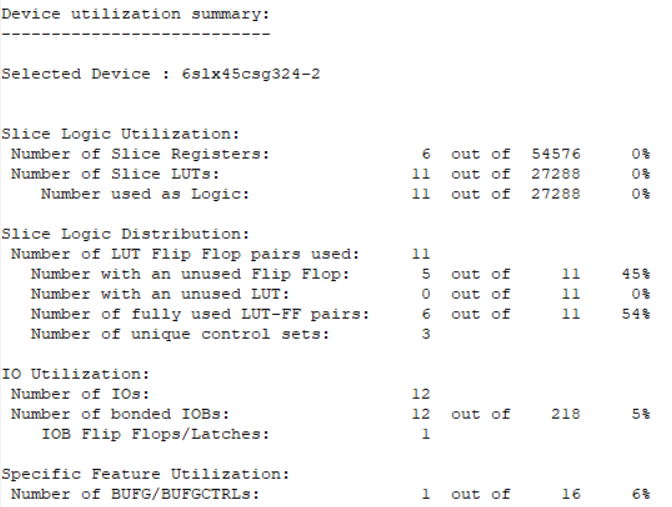 Device utilization summary:
---------------------------
Selected Device : 6slx45csg324-2
Slice Logic Utilization:
 Number of Slice Registers:               6  out of  54576     0%
 Number of Slice LUTs:                   11  out of  27288     0%
    Number used as Logic:                11  out of  27288     0%
Slice Logic Distribution:
 Number of LUT Flip Flop pairs used:     11
   Number with an unused Flip Flop:       5  out of     11    45%
   Number with an unused LUT:             0  out of     11     0%
   Number of fully used LUT-FF pairs:     6  out of     11    54%
   Number of unique control sets:         3
IO Utilization:
 Number of IOs:                          12
 Number of bonded IOBs:                  12  out of    218     5%
    IOB Flip Flops/Latches:               1
Specific Feature Utilization:
 Number of BUFG/BUFGCTRLs:                1  out of     16     6%